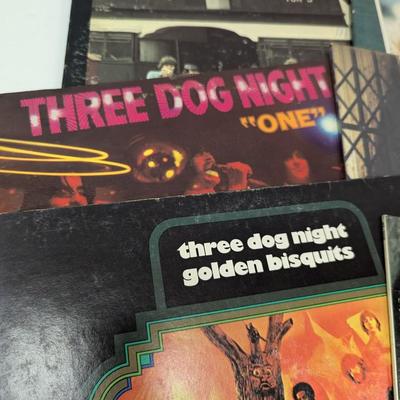 THREE DOG NIGHT
"ONE"
three dog night
golden bisquits